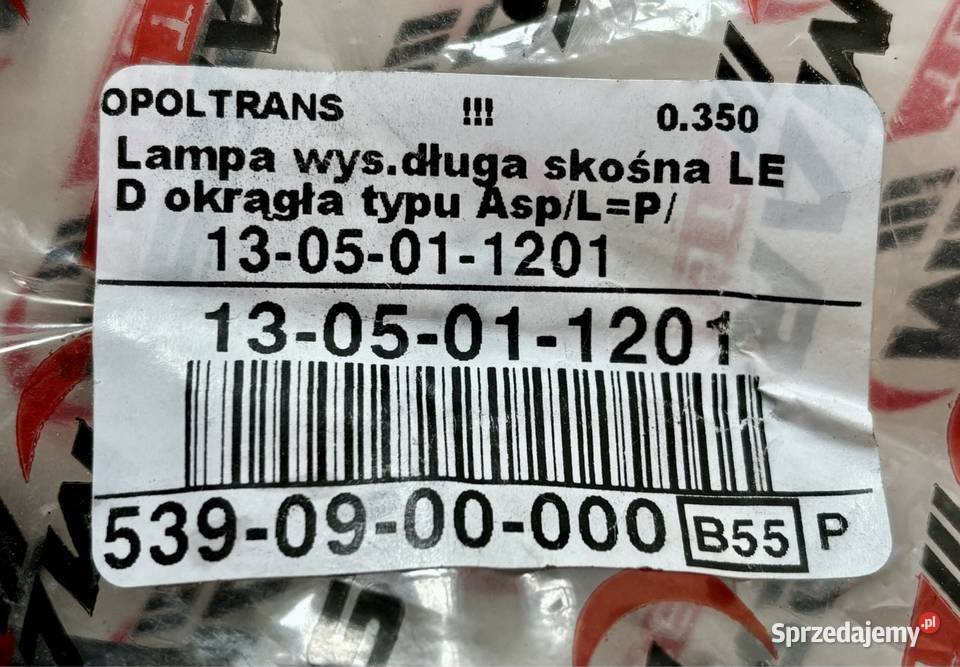 OPOLTRANS !!! 0.350
Lampa wys.długa skośna LE
D okrągła typu Asp/L=P/
13-05-01-1201
13-05-01-1201
539-09-00-000 B55 P
Sprzedajemy.pl